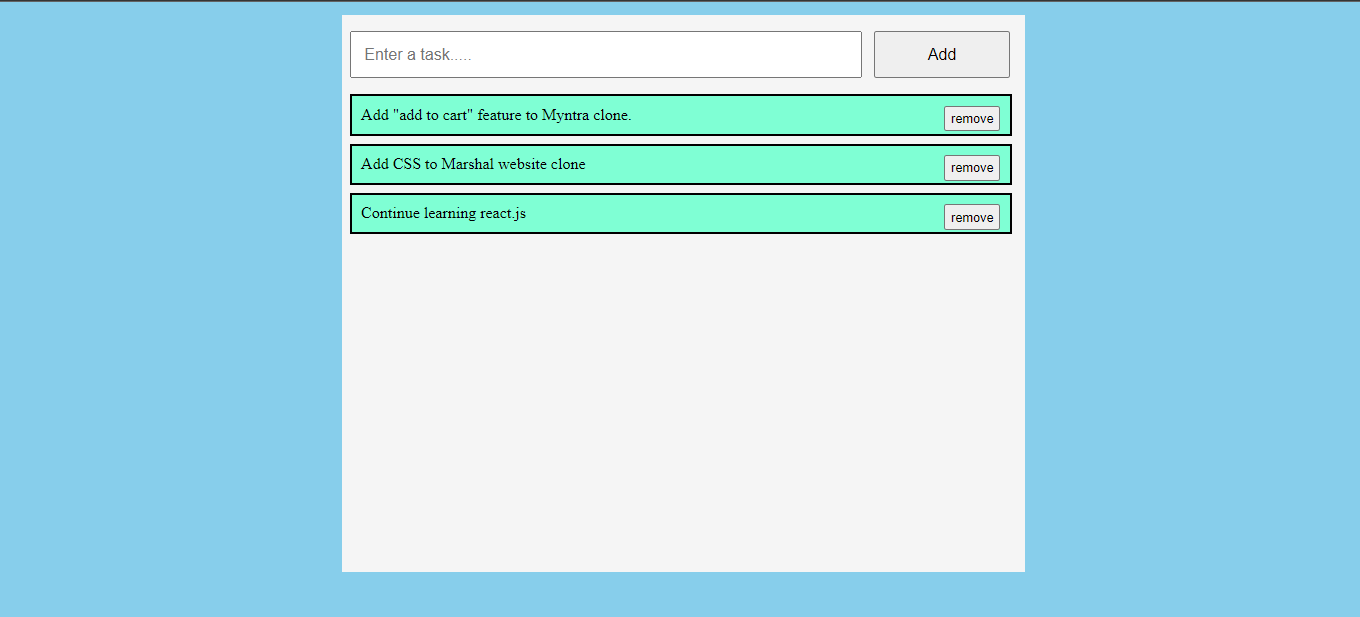 Enter a task.....
Add
Add "add to cart" feature to Myntra clone.
remove
Add CSS to Marshal website clone
remove
Continue learning react.js
remove